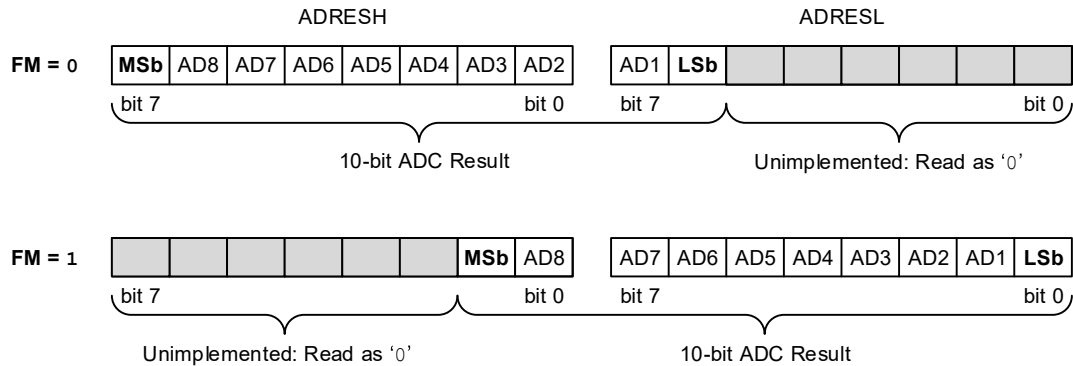 ADRESH ADRESL
FM = 0 MSb AD8 AD7 AD6 AD5 AD4 AD3 AD2 AD1 LSb
bit 7 bit 0 bit 7 bit 0
10-bit ADC Result Unimplemented: Read as ‘0’
FM = 1 MSb AD8 AD7 AD6 AD5 AD4 AD3 AD2 AD1 LSb
bit 7 bit 0 bit 7 bit 0
Unimplemented: Read as ‘0’ 10-bit ADC Result